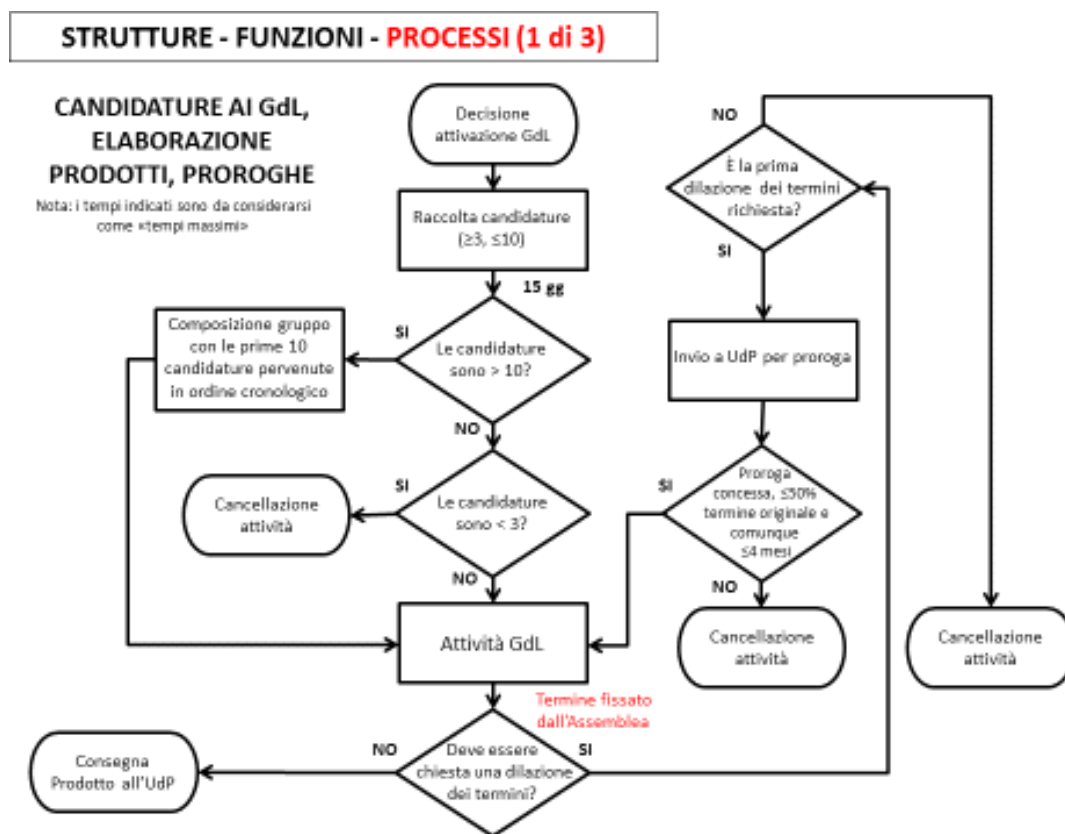 STRUTTURE - FUNZIONI - PROCESSI (1 di 3)
CANDIDATURE AI GdL,
ELABORAZIONE
PRODOTTI, PROROGHE
Nota: i tempi indicati sono da considerarsi
come «tempi massimi»
Decisione
attivazione GdL
Raccolta candidature
(≥3, ≤10)
15 gg
Le candidature
sono > 10?
SI
Composizione gruppo
con le prime 10
candidature pervenute
in ordine cronologico
NO
Le candidature
sono < 3?
SI
Cancellazione
attività
NO
Attività GdL
Termine fissato
dall'Assemblea
Deve essere
chiesta una dilazione
dei termini?
NO
Consegna
Prodotto all'UdP
SI
È la prima
dilazione dei termini
richiesta?
NO
SI
Invio a UdP per proroga
Proroga
concessa, ≤50%
termine originale e
comunque
≤4 mesi
SI
NO
Cancellazione
attività
Cancellazione
attività